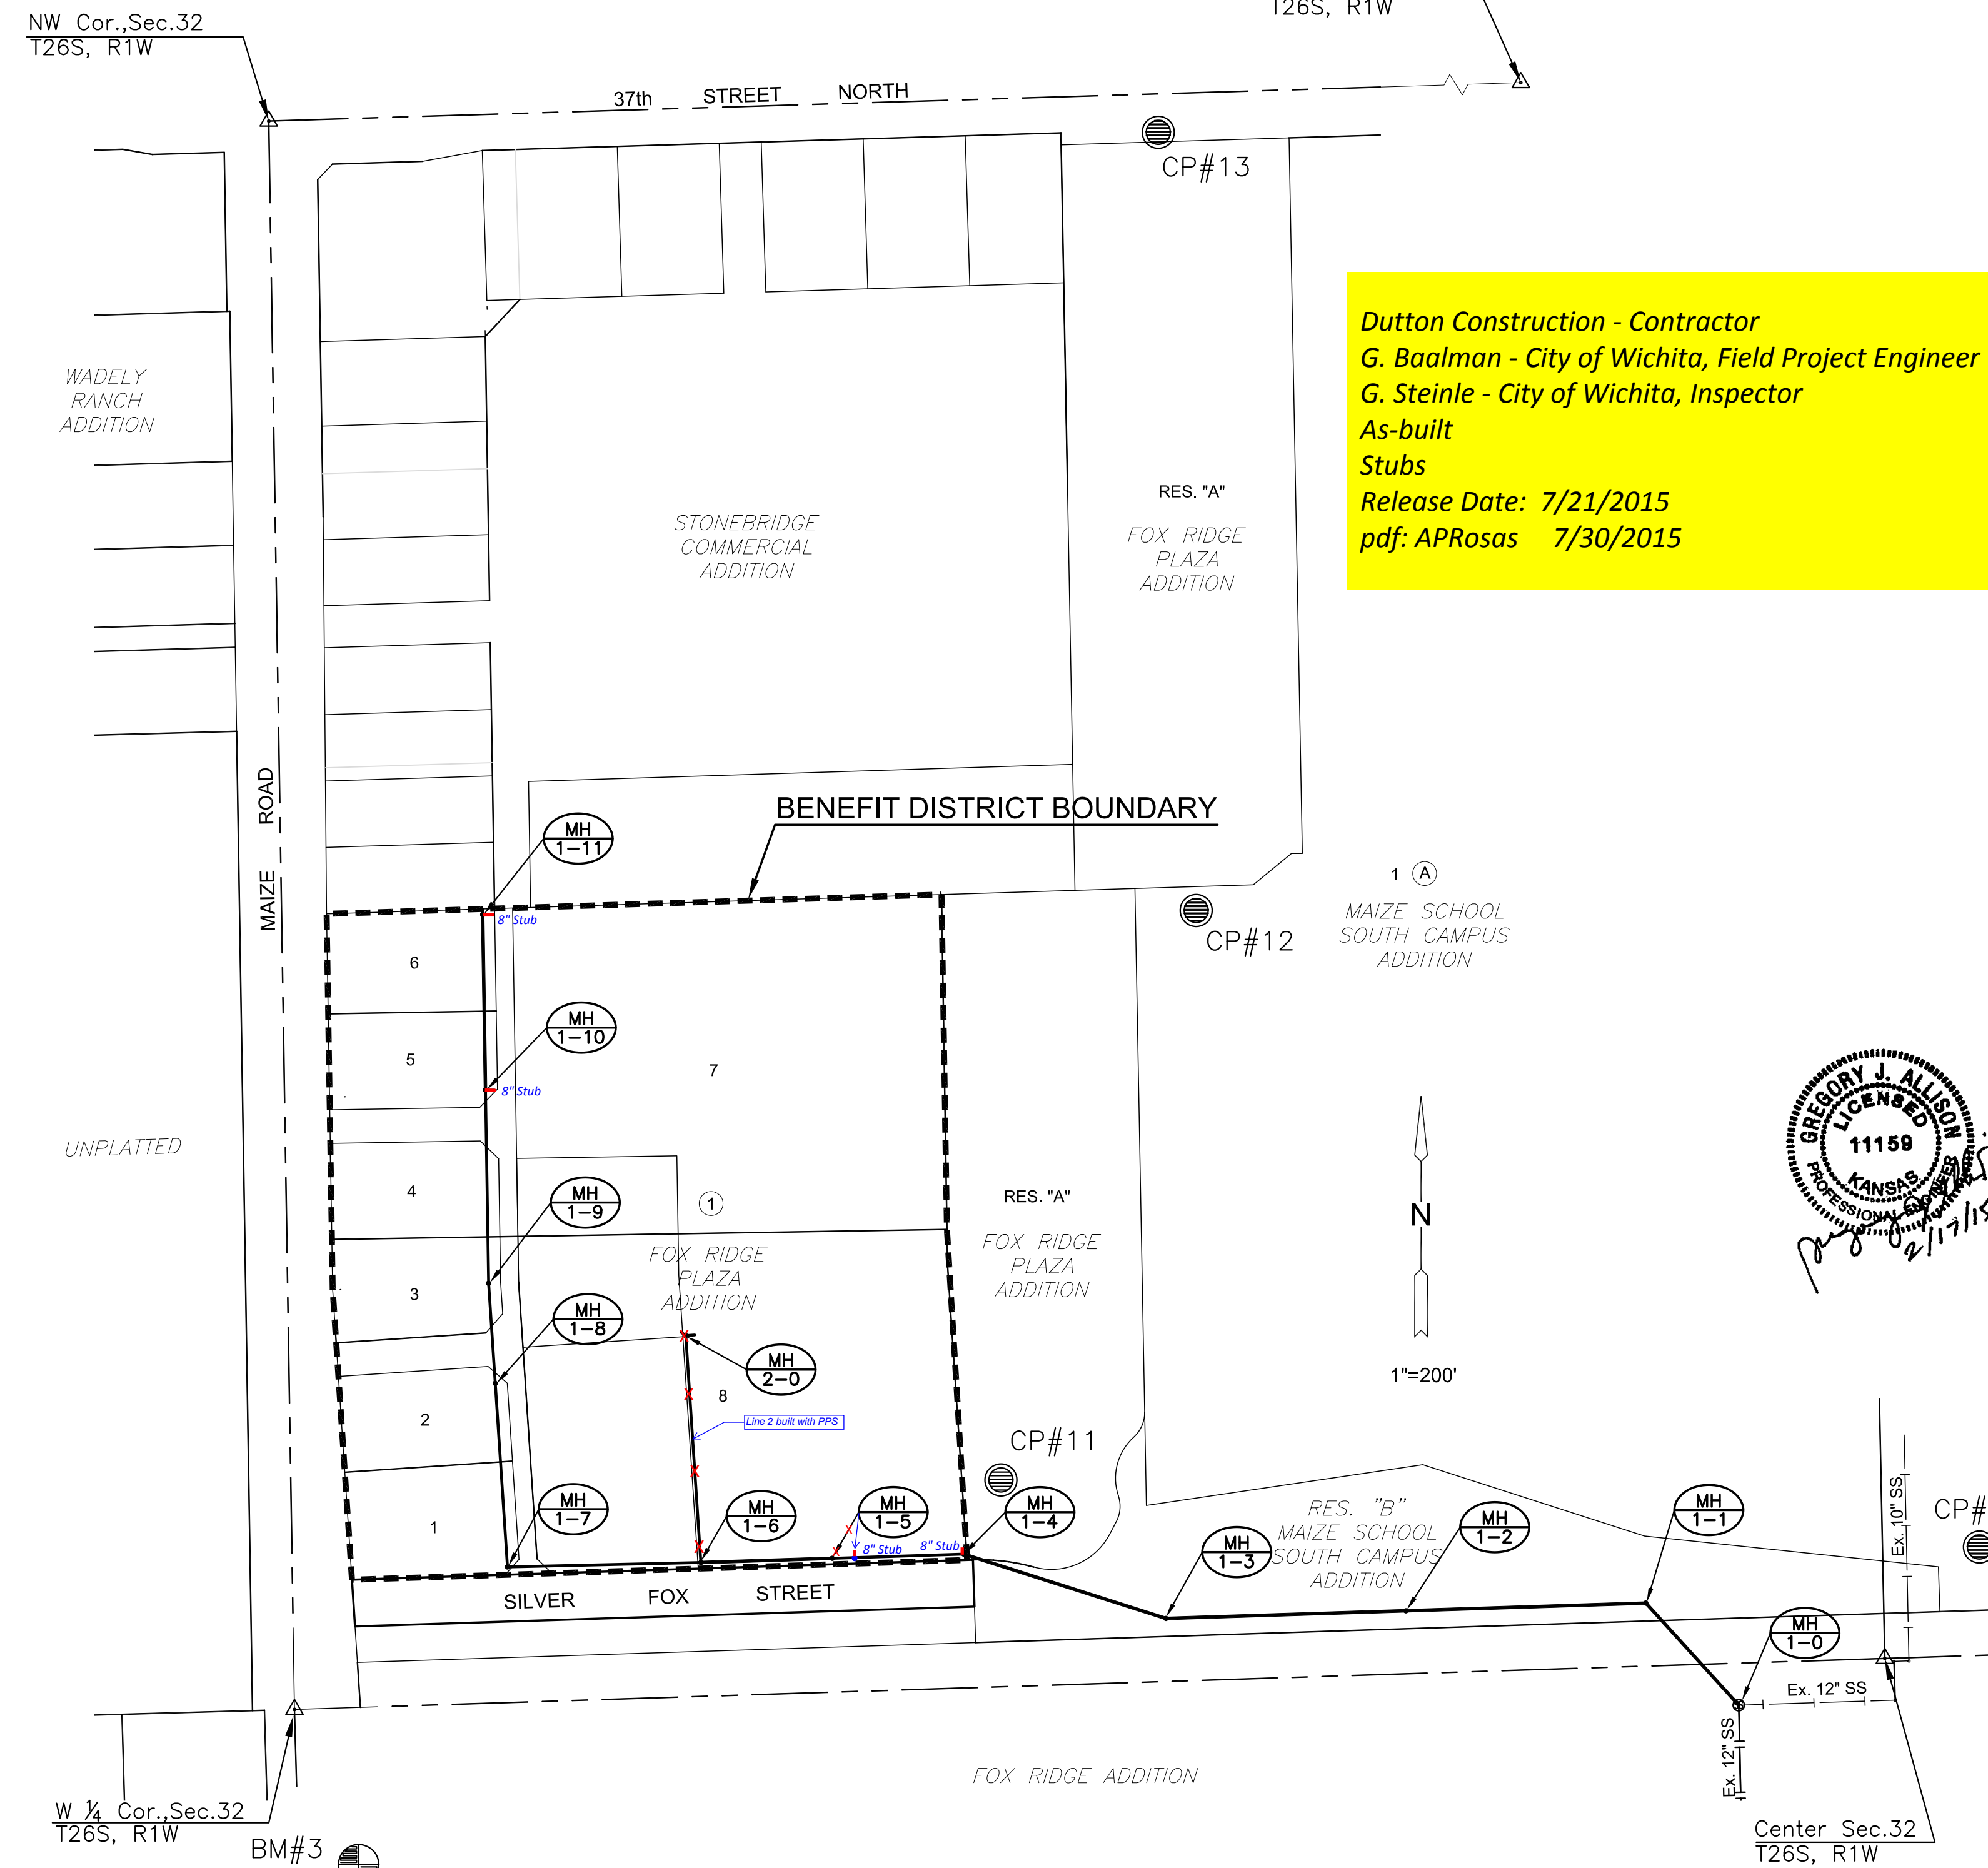 NW Cor.,Sec.32
T26S, R1W
T26S, R1W
37th STREET NORTH
CP#13
Dutton Construction - Contractor
G. Baalman - City of Wichita, Field Project Engineer
G. Steinle - City of Wichita, Inspector
As-built
Stubs
Release Date: 7/21/2015
pdf: APRosas 7/30/2015
WADELY
RANCH
ADDITION
STONEBRIDGE
COMMERCIAL
ADDITION
RES. "A"
FOX RIDGE
PLAZA
ADDITION
MAIZE ROAD
BENEFIT DISTRICT BOUNDARY
MH
1-11
8" Stub
1 A
MAIZE SCHOOL
SOUTH CAMPUS
ADDITION
CP#12
6
MH
1-10
5
7
8" Stub
UNPLATTED
4
MH
1-9
1
RES. "A"
FOX RIDGE
PLAZA
ADDITION
FOX RIDGE
PLAZA
ADDITION
3
MH
1-8
MH
2-0
8
2
Line 2 built with PPS
N
1"=200'
GREGORY J. ALLISON
LICENSED
11159
KANSAS
PROFESSIONAL ENGINEER
2/17/15
CP#11
MH
1-7
MH
1-6
MH
1-5
MH
1-4
1
8" Stub
8" Stub
MH
1-3
RES. "B"
MAIZE SCHOOL
SOUTH CAMPUS
ADDITION
MH
1-2
MH
1-1
Ex. 10" SS
CP#
SILVER FOX STREET
MH
1-0
Ex. 12" SS
Ex. 12" SS
FOX RIDGE ADDITION
W ¼ Cor.,Sec.32
T26S, R1W
BM#3
Center Sec.32
T26S, R1W